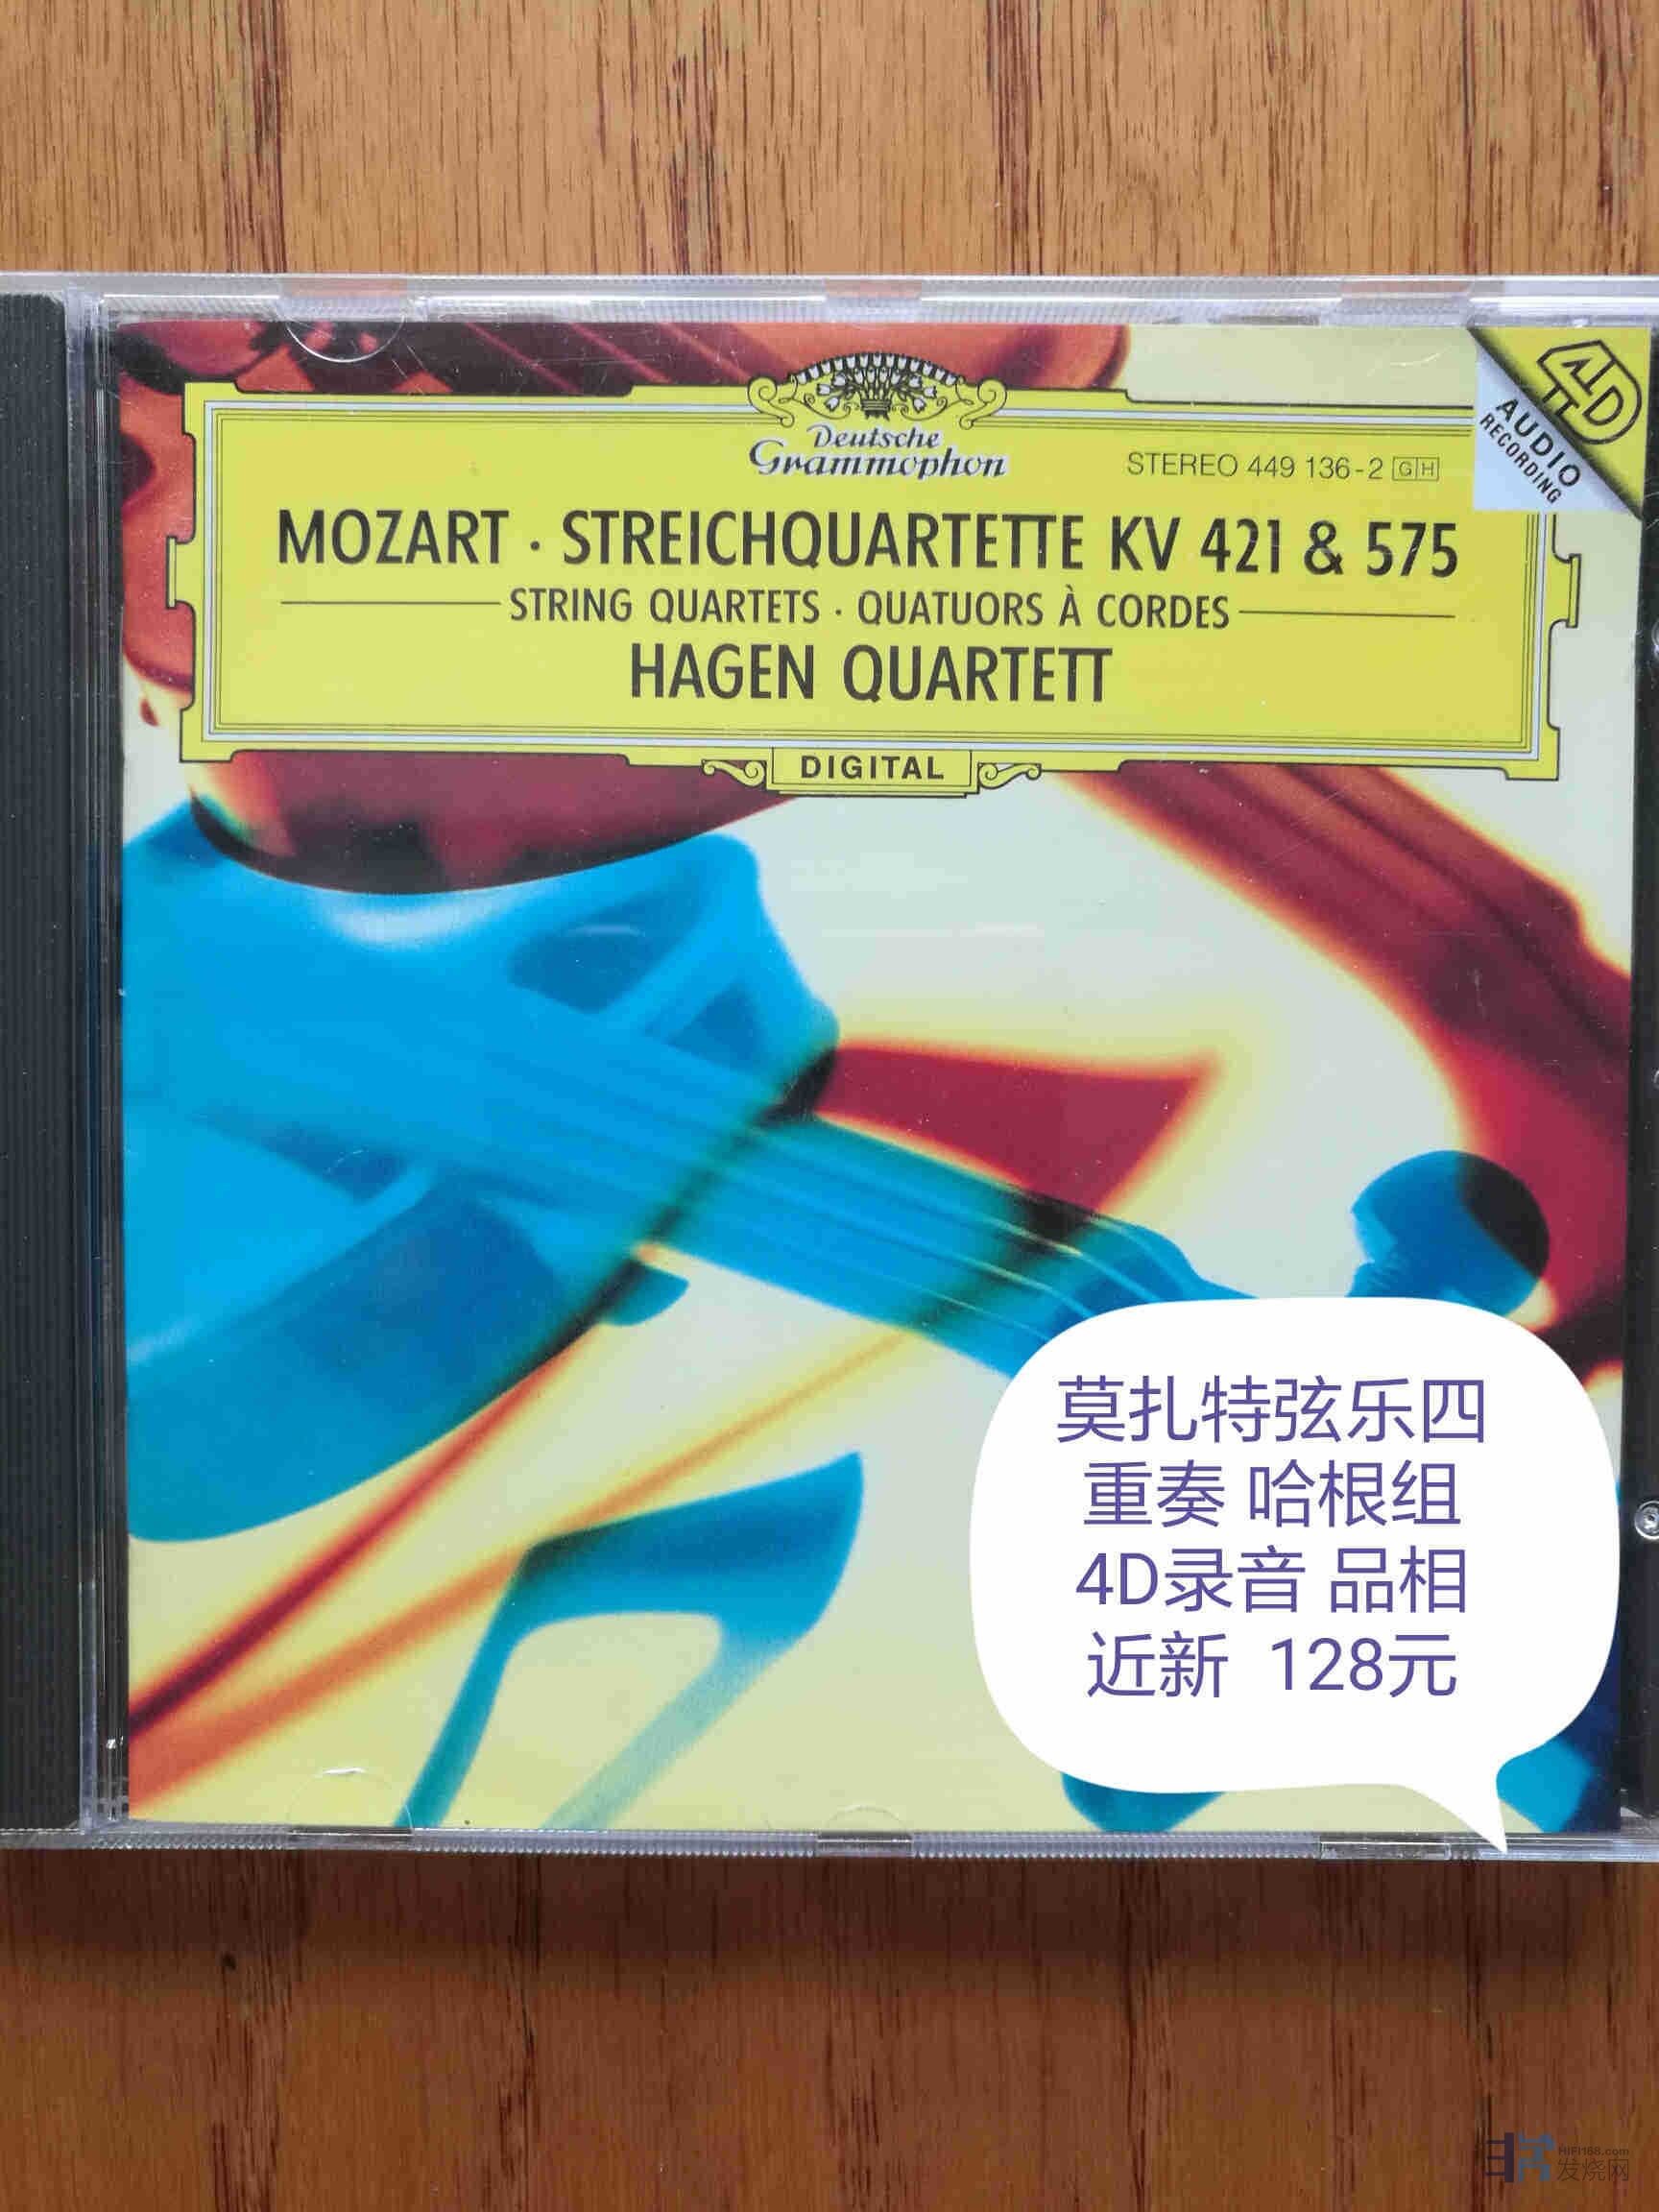 Deutsche
Grammophon
STEREO 449 136-2 GH
4D
AUDIO
RECORDING
MOZART · STREICHQUARTETTE KV 421 & 575
STRING QUARTETS · QUATUORS À CORDES
HAGEN QUARTETT
DIGITAL
莫扎特弦乐四
重奏 哈根组
4D录音 品相
近新 128元
HIFI168.com
发烧网